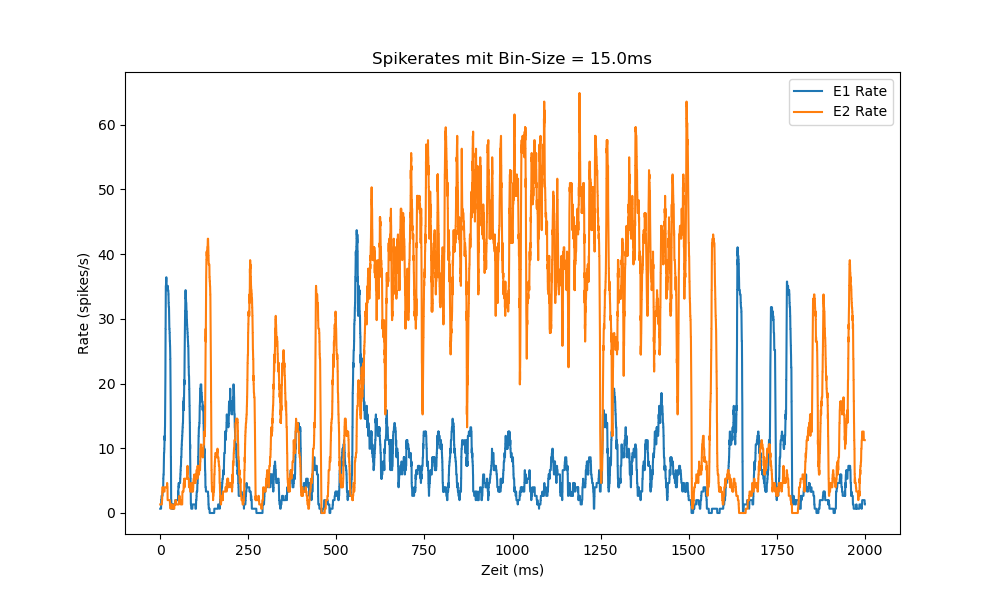 Spikerates mit Bin-Size = 15.0ms
E1 Rate
E2 Rate
Rate (spikes/s)
60
50
40
30
20
10
0
0 250 500 750 1000 1250 1500 1750 2000
Zeit (ms)